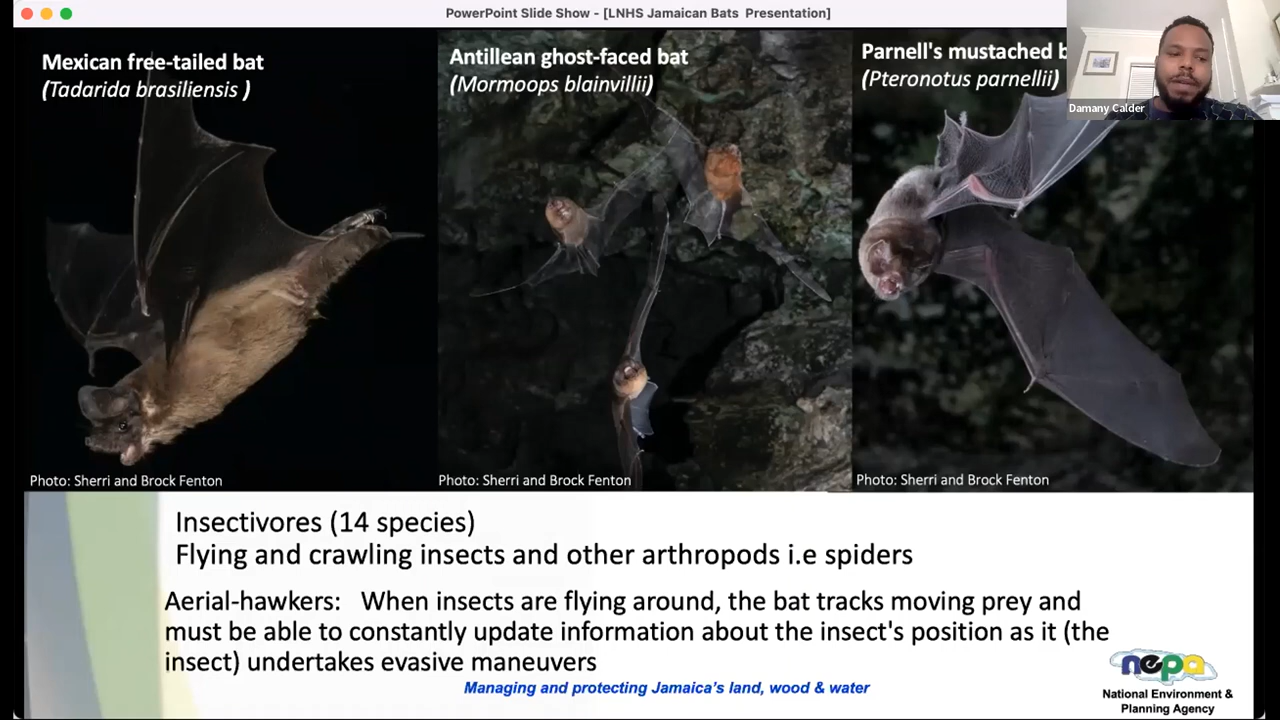 PowerPoint Slide Show - [LNHS Jamaican Bats Presentation]
Mexican free-tailed bat
(Tadarida brasiliensis )
Antillean ghost-faced bat
(Mormoops blainvillii)
Parnell's mustached b
(Pteronotus parnellii)
Damany Calder
Photo: Sherri and Brock Fenton
Photo: Sherri and Brock Fenton
Photo: Sherri and Brock Fenton
Insectivores (14 species)
Flying and crawling insects and other arthropods i.e spiders
Aerial-hawkers: When insects are flying around, the bat tracks moving prey and
must be able to constantly update information about the insect's position as it (the
insect) undertakes evasive maneuvers
Managing and protecting Jamaica's land, wood & water
nepa
National Environment &
Planning Agency